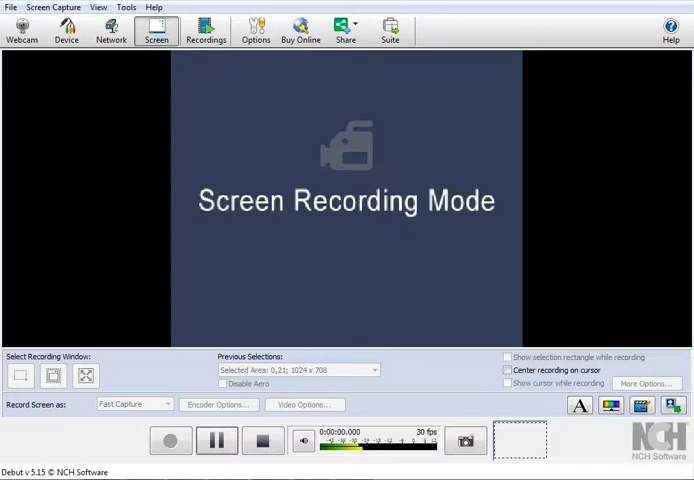 File Screen Capture View Tools Help
Webcam Device Network Screen Recordings Options Buy Online Share Suite Help
Screen Recording Mode
Select Recording Window: Previous Selections: Show selection rectangle while recording
Selected Area: 0,21; 1024 x 708 Center recording on cursor
Disable Aero Show cursor while recording More Options...
Record Screen as: Fast Capture Encoder Options... Video Options... A
0:00:00.000 30 fps
NCH
NCH Software
Debut v 5.15 © NCH Software